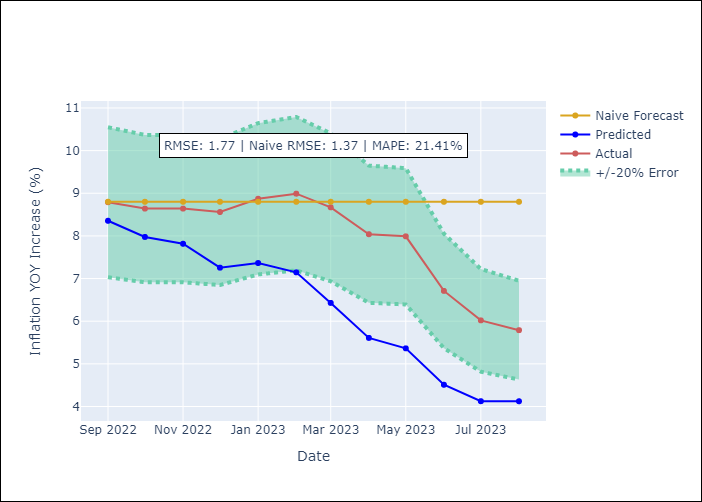 RMSE: 1.77 | Naive RMSE: 1.37 | MAPE: 21.41%
Naive Forecast
Predicted
Actual
+/-20% Error
Inflation YOY Increase (%)
11
10
9
8
7
6
5
4
Sep 2022 Nov 2022 Jan 2023 Mar 2023 May 2023 Jul 2023
Date